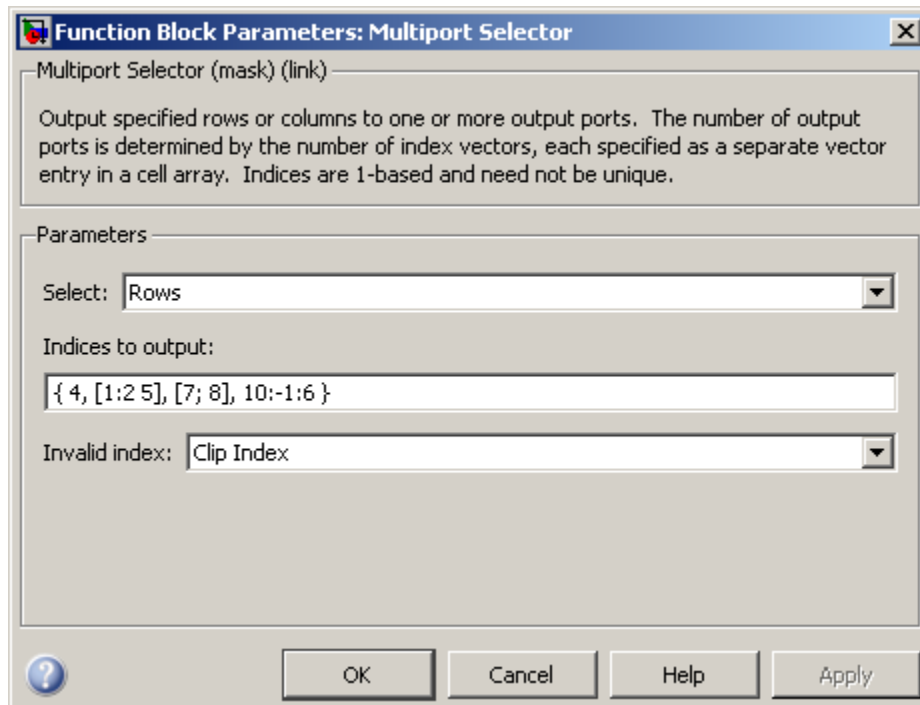 Function Block Parameters: Multiport Selector
Multiport Selector (mask) (link)
Output specified rows or columns to one or more output ports.  The number of output
ports is determined by the number of index vectors, each specified as a separate vector
entry in a cell array.  Indices are 1-based and need not be unique.
Parameters
Select: Rows
Indices to output:
{ 4, [1:2 5], [7; 8], 10:-1:6 }
Invalid index: Clip Index
OK Cancel Help Apply